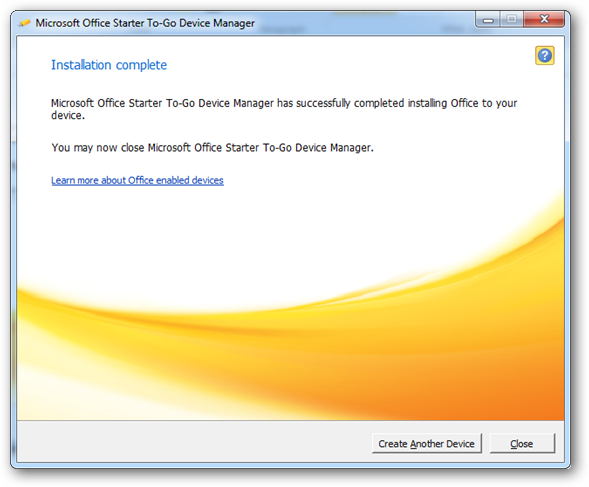 Microsoft Office Starter To-Go Device Manager
Installation complete
?
Microsoft Office Starter To-Go Device Manager has successfully completed installing Office to your
device.
You may now close Microsoft Office Starter To-Go Device Manager.
Learn more about Office enabled devices
Create Another Device
Close